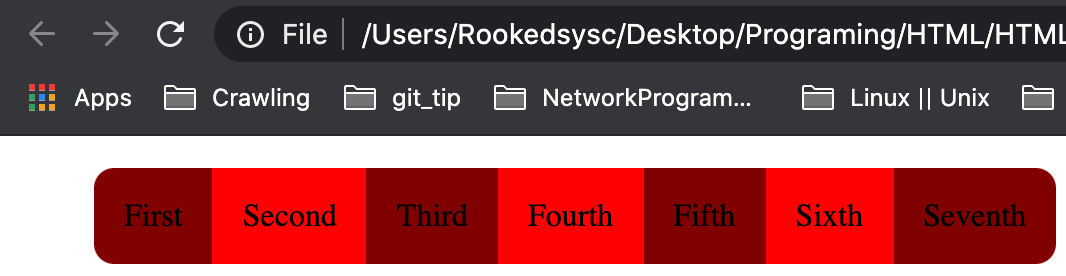 File /Users/Rookedsysc/Desktop/Programing/HTML/HTML
Apps Crawling git_tip NetworkProgram... Linux || Unix
First Second Third Fourth Fifth Sixth Seventh